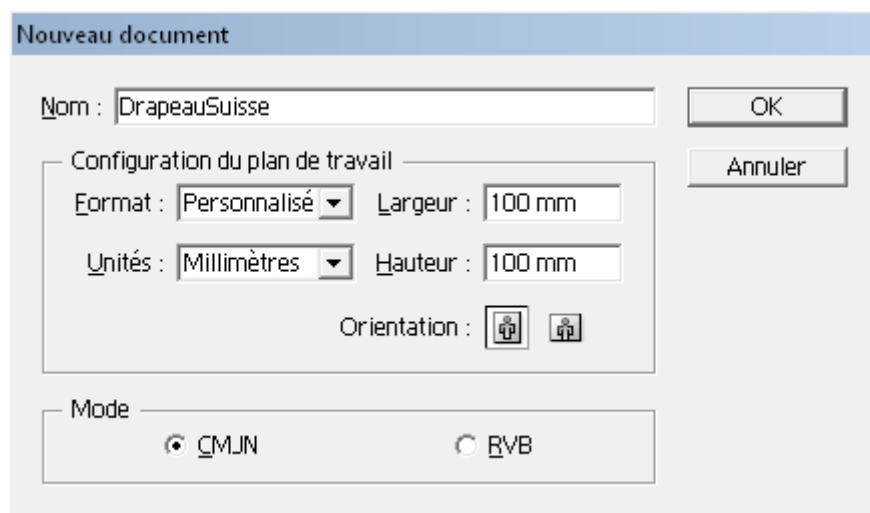 Nouveau document
Nom : DrapeauSuisse
OK
Configuration du plan de travail
Annuler
Format : Personnalisé Largeur : 100 mm
Unités : Millimètres Hauteur : 100 mm
Orientation :
Mode
CMJN RVB